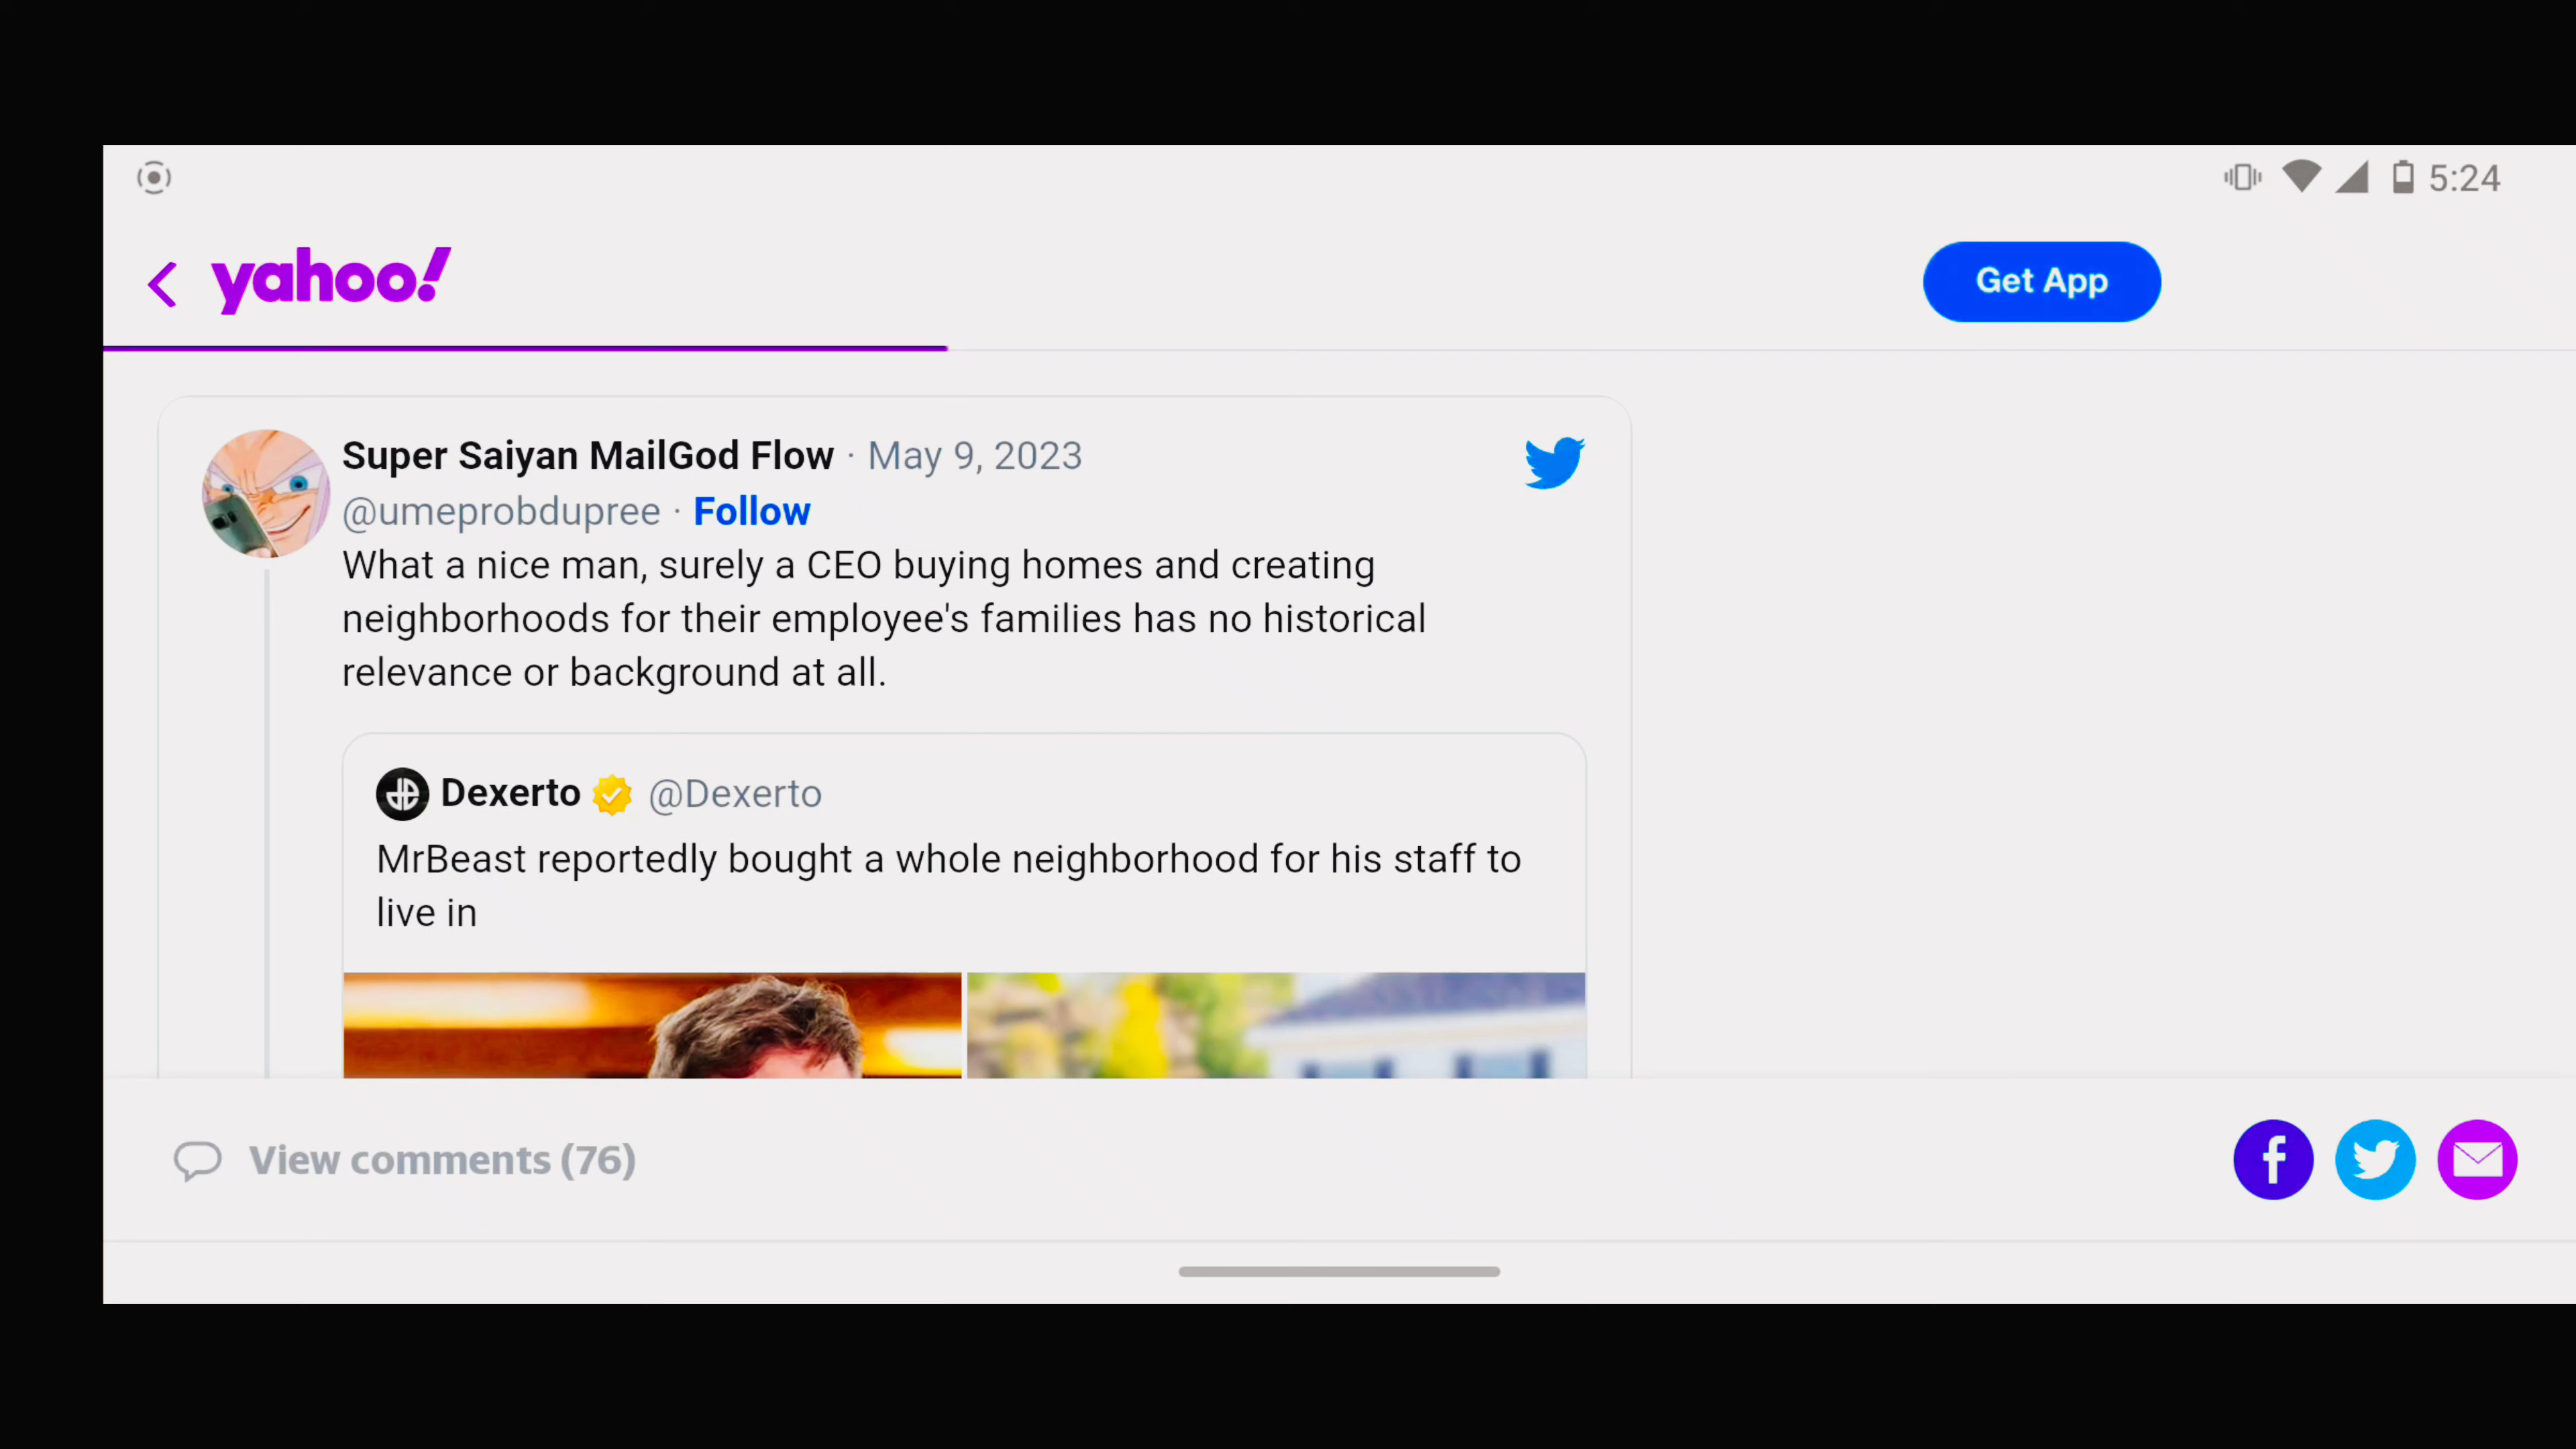 5:24
yahoo!
Get App
Super Saiyan MailGod Flow · May 9, 2023
@umeprobdupree · Follow
What a nice man, surely a CEO buying homes and creating
neighborhoods for their employee's families has no historical
relevance or background at all.
Dexerto @Dexerto
MrBeast reportedly bought a whole neighborhood for his staff to
live in
View comments (76)